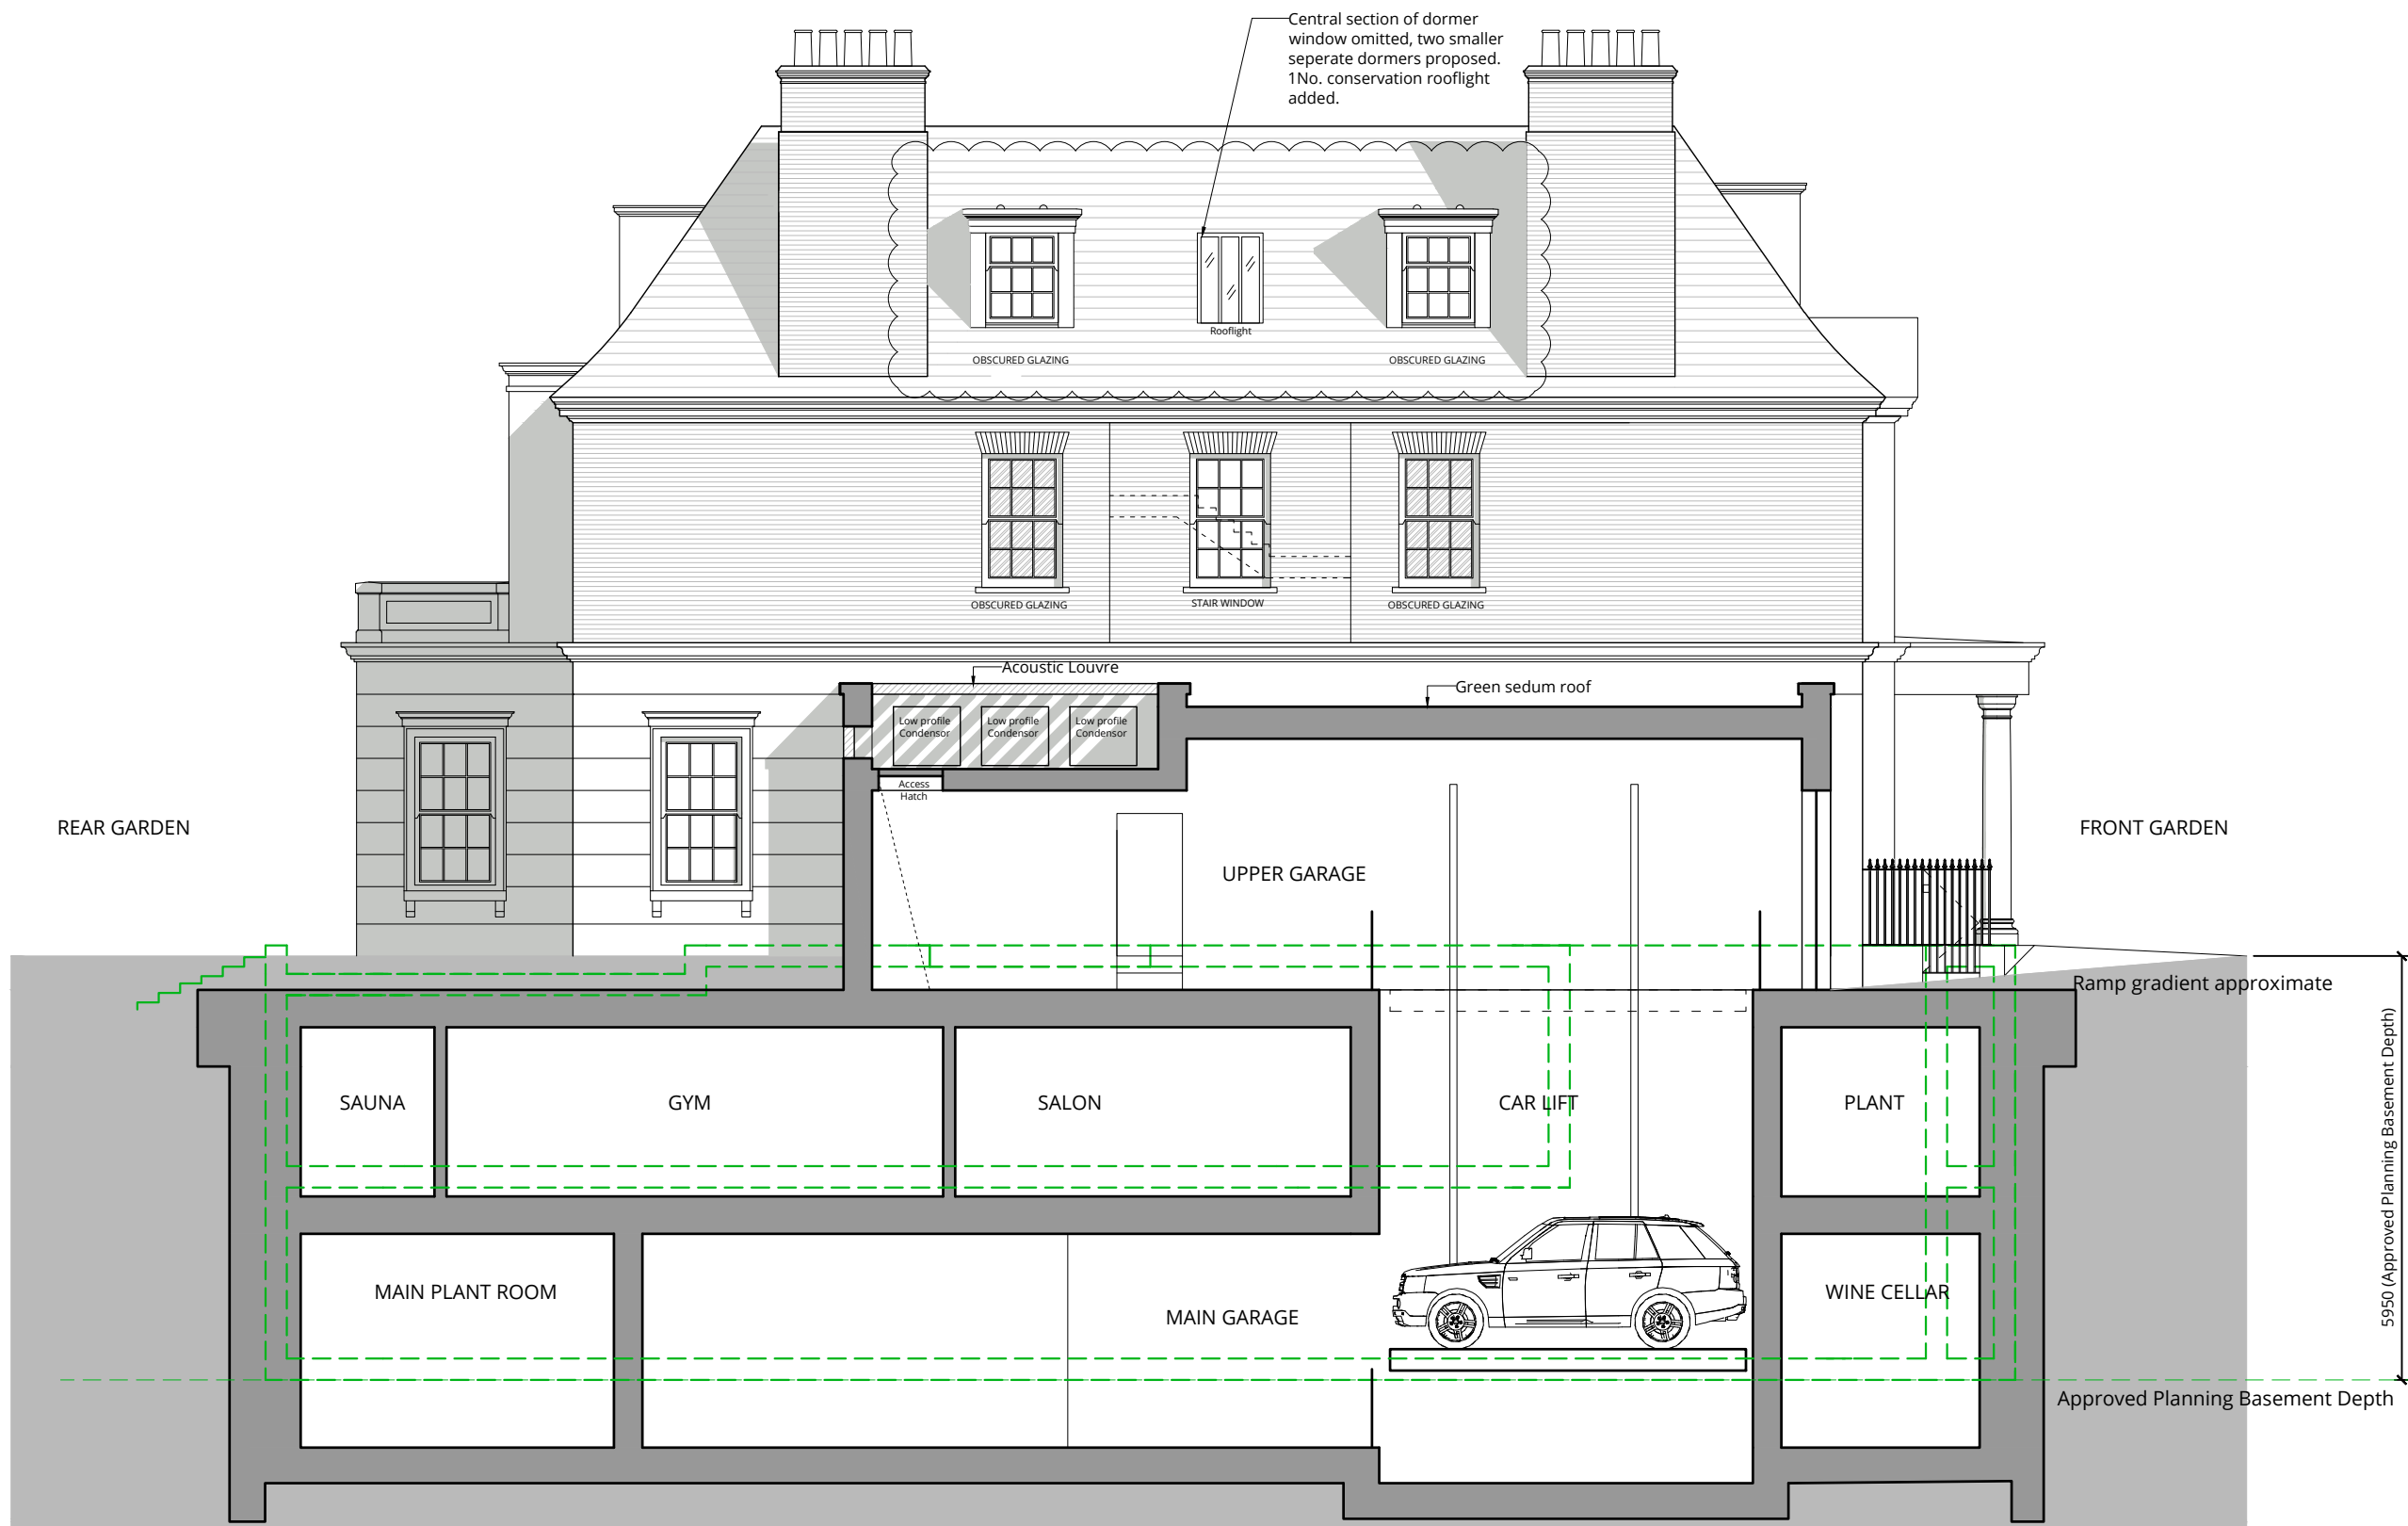 Central section of dormer
window omitted, two smaller
seperate dormers proposed.
1No. conservation rooflight
added.
Rooflight
OBSCURED GLAZING
OBSCURED GLAZING
OBSCURED GLAZING
STAIR WINDOW
OBSCURED GLAZING
Acoustic Louvre
Green sedum roof
Low profile
Condensor
Low profile
Condensor
Low profile
Condensor
Access
Hatch
REAR GARDEN
FRONT GARDEN
UPPER GARAGE
Ramp gradient approximate
SAUNA
GYM
SALON
CAR LIFT
PLANT
5950 (Approved Planning Basement Depth)
MAIN PLANT ROOM
MAIN GARAGE
WINE CELLAR
Approved Planning Basement Depth